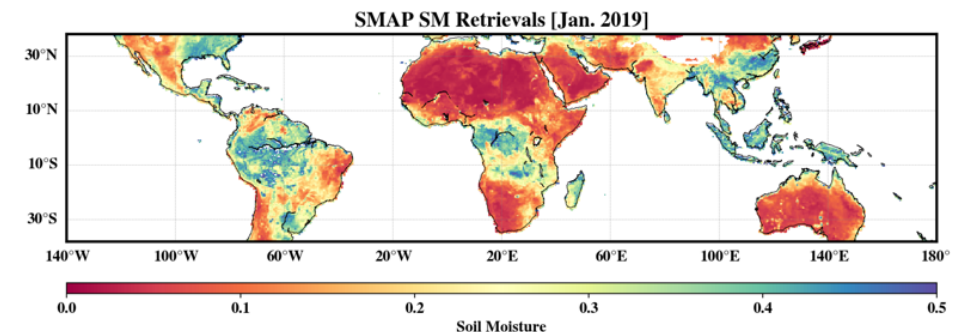 SMAP SM Retrievals [Jan. 2019]
30°N
10°N
10°S
30°S
140°W 100°W 60°W 20°W 20°E 60°E 100°E 140°E 180°
0.0 0.1 0.2 0.3 0.4 0.5
Soil Moisture